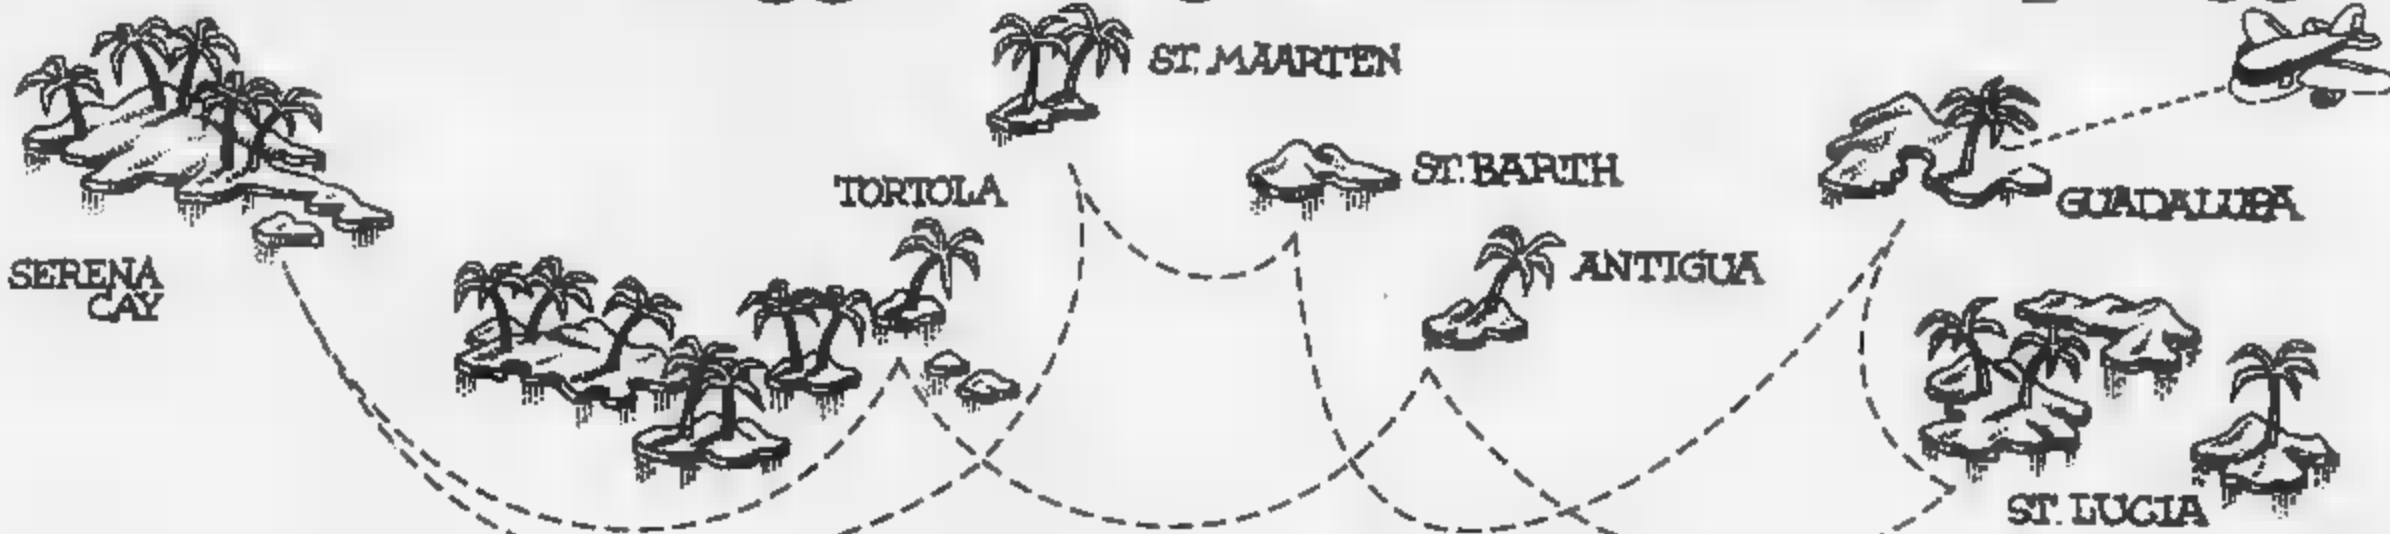 ST. MAARTEN
ST. BARTH
TORTOLA
GUADALUPA
ANTIGUA
SERENA
CAY
ST. LUCIA